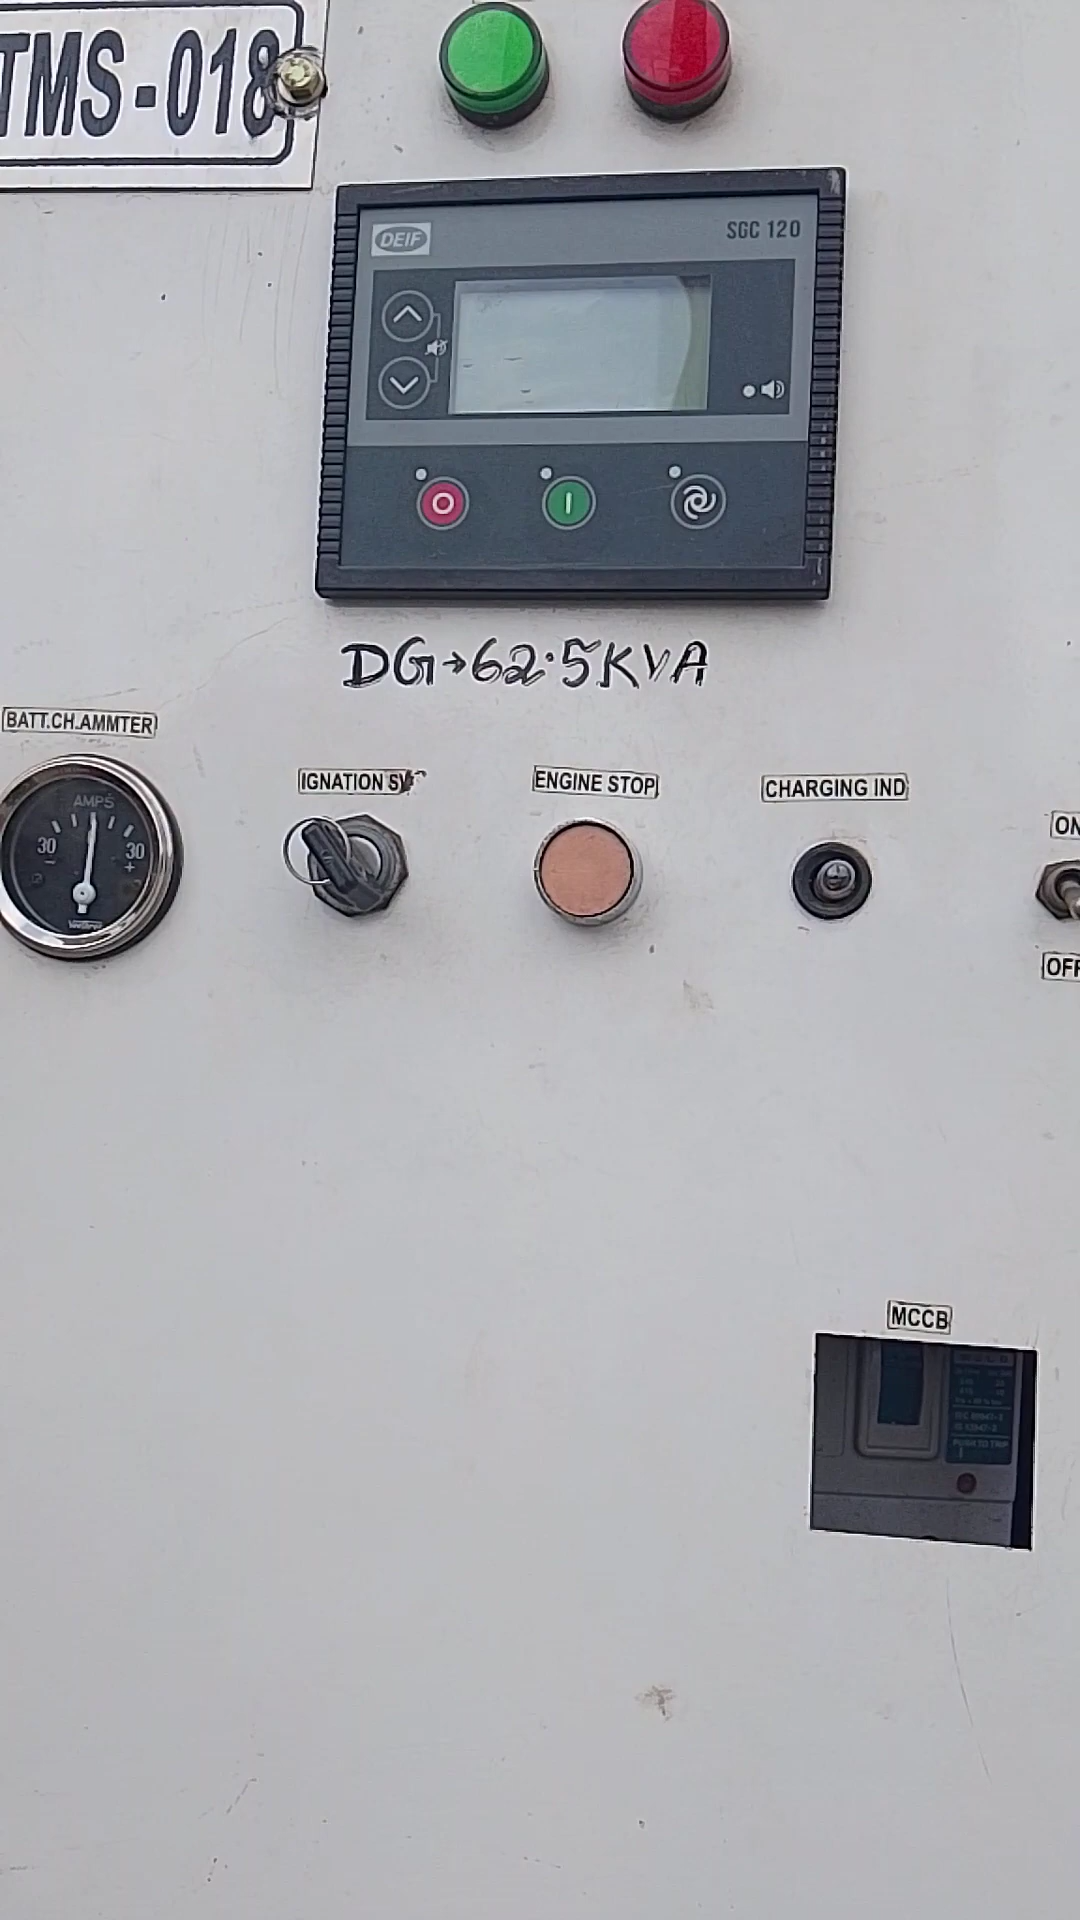 TMS-018
DEIF
SGC 120
DG→62.5KVA
BATT.CH.AMMTER
AMPS
30 30
- +
IGNATION SW
ENGINE STOP
CHARGING IND
ON
OFF
MCCB
PUSH TO TRIP